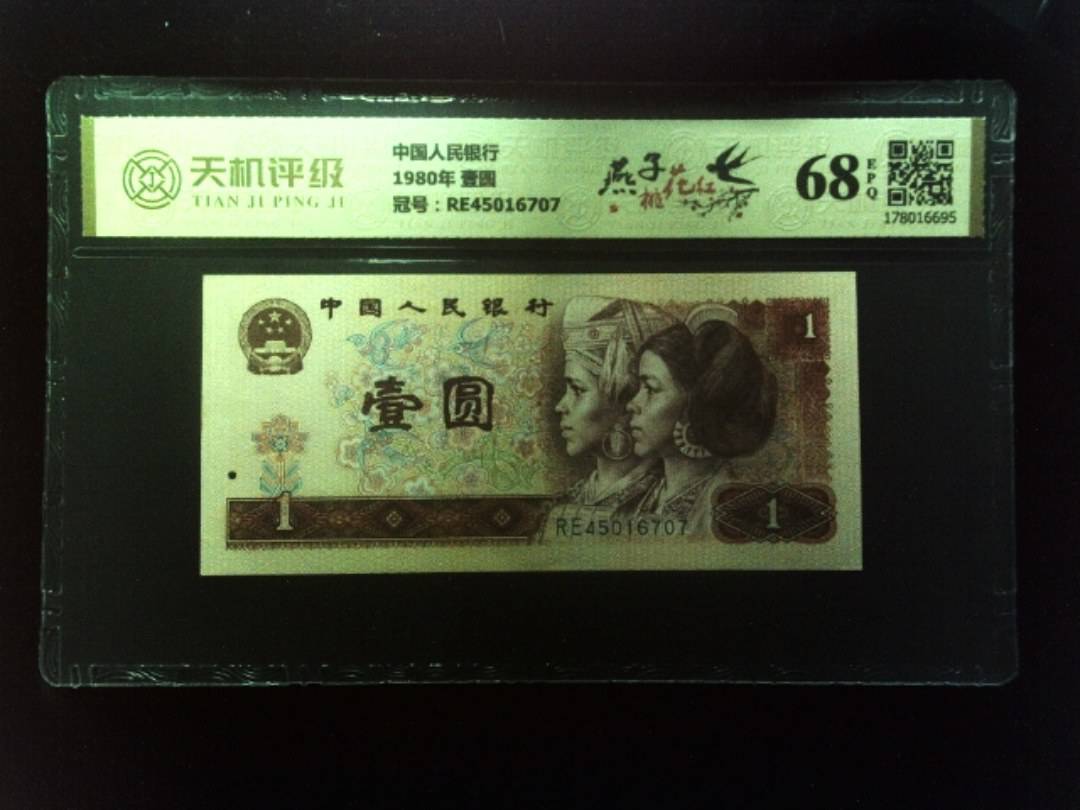 天机评级
TIAN JI PING JI
中国人民银行
1980年 壹圆
冠号：RE45016707
燕子
桃花红
68
EPQ
178016695
中国人民银行
1
壹圆
1
RE45016707
1